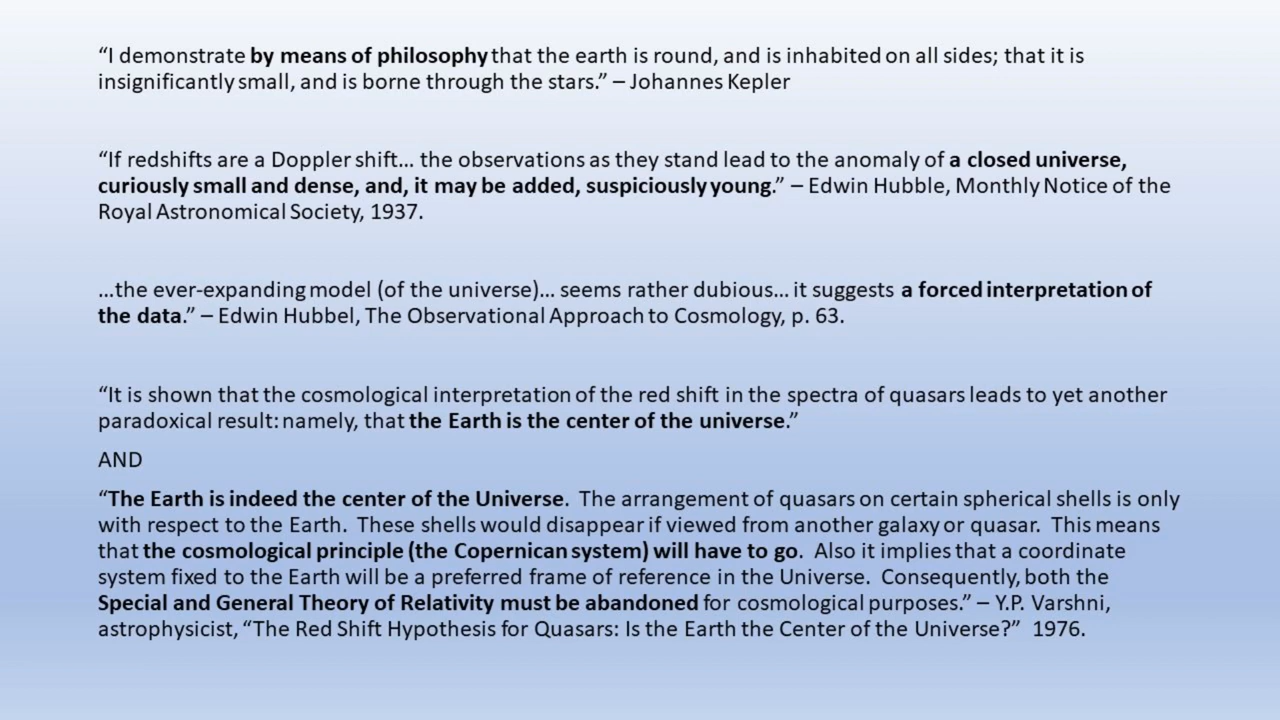 “I demonstrate by means of philosophy that the earth is round, and is inhabited on all sides; that it is
insignificantly small, and is borne through the stars.” – Johannes Kepler
“If redshifts are a Doppler shift… the observations as they stand lead to the anomaly of a closed universe,
curiously small and dense, and, it may be added, suspiciously young.” – Edwin Hubble, Monthly Notice of the
Royal Astronomical Society, 1937.
…the ever-expanding model (of the universe)… seems rather dubious… it suggests a forced interpretation of
the data.” – Edwin Hubbel, The Observational Approach to Cosmology, p. 63.
“It is shown that the cosmological interpretation of the red shift in the spectra of quasars leads to yet another
paradoxical result: namely, that the Earth is the center of the universe.”
AND
“The Earth is indeed the center of the Universe. The arrangement of quasars on certain spherical shells is only
with respect to the Earth. These shells would disappear if viewed from another galaxy or quasar. This means
that the cosmological principle (the Copernican system) will have to go. Also it implies that a coordinate
system fixed to the Earth will be a preferred frame of reference in the Universe. Consequently, both the
Special and General Theory of Relativity must be abandoned for cosmological purposes.” – Y.P. Varshni,
astrophysicist, “The Red Shift Hypothesis for Quasars: Is the Earth the Center of the Universe?” 1976.